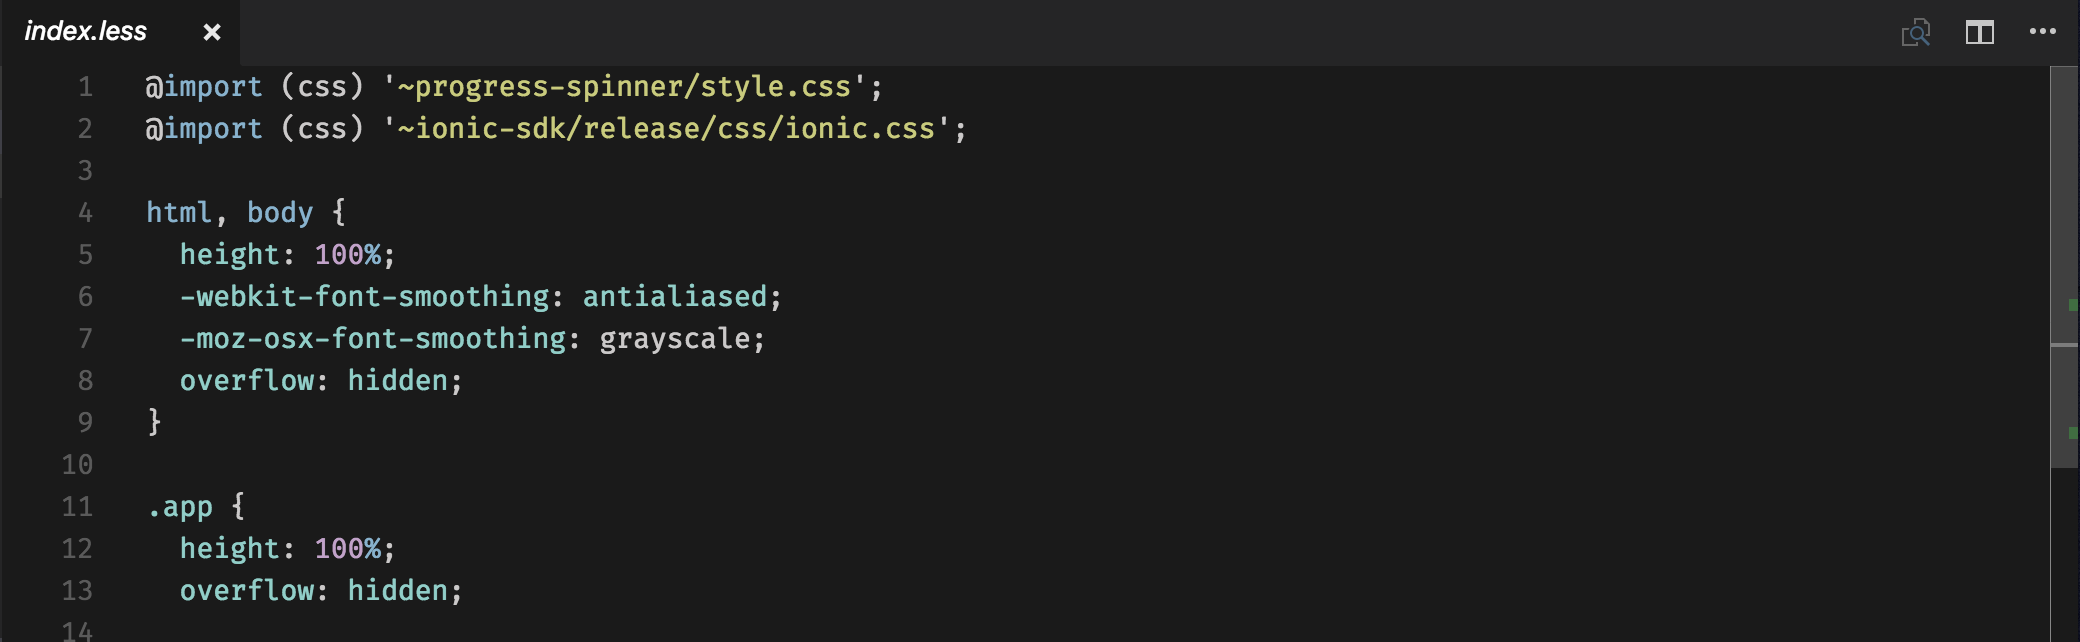 index.less
1 @import (css) '~progress-spinner/style.css';
2 @import (css) '~ionic-sdk/release/css/ionic.css';
3
4 html, body {
5   height: 100%;
6   -webkit-font-smoothing: antialiased;
7   -moz-osx-font-smoothing: grayscale;
8   overflow: hidden;
9 }
10
11 .app {
12   height: 100%;
13   overflow: hidden;
14